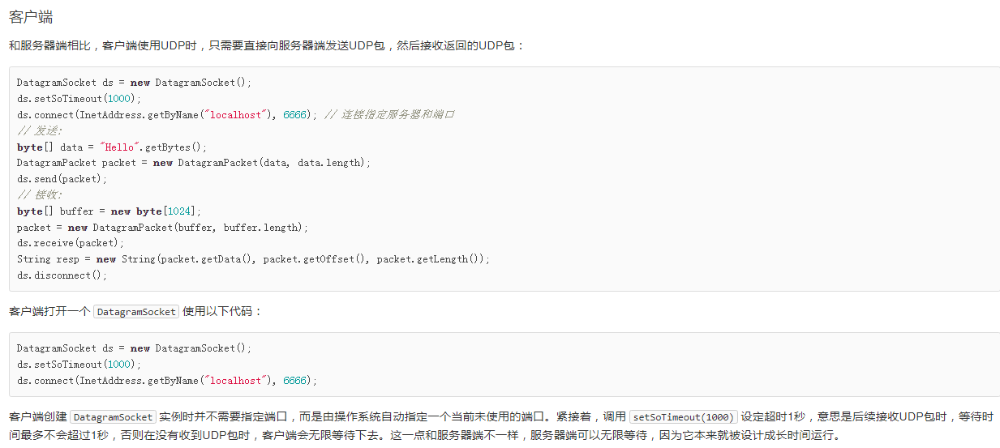 客户端
和服务器端相比，客户端使用UDP时，只需要直接向服务器端发送UDP包，然后接收返回的UDP包：
DatagramSocket ds = new DatagramSocket();
ds.setSoTimeout(1000);
ds.connect(InetAddress.getByName("localhost"), 6666); // 连接指定服务器和端口
// 发送:
byte[] data = "Hello".getBytes();
DatagramPacket packet = new DatagramPacket(data, data.length);
ds.send(packet);
// 接收:
byte[] buffer = new byte[1024];
packet = new DatagramPacket(buffer, buffer.length);
ds.receive(packet);
String resp = new String(packet.getData(), packet.getOffset(), packet.getLength());
ds.disconnect();
客户端打开一个 DatagramSocket 使用以下代码：
DatagramSocket ds = new DatagramSocket();
ds.setSoTimeout(1000);
ds.connect(InetAddress.getByName("localhost"), 6666);
客户端创建 DatagramSocket 实例时并不需要指定端口，而是由操作系统自动指定一个当前未使用的端口。紧接着，调用 setSoTimeout(1000) 设定超时1秒，意思是后续接收UDP包时，等待时
间最多不会超过1秒，否则在没有收到UDP包时，客户端会无限等待下去。这一点和服务器端不一样，服务器端可以无限等待，因为它本来就被设计成长时间运行。